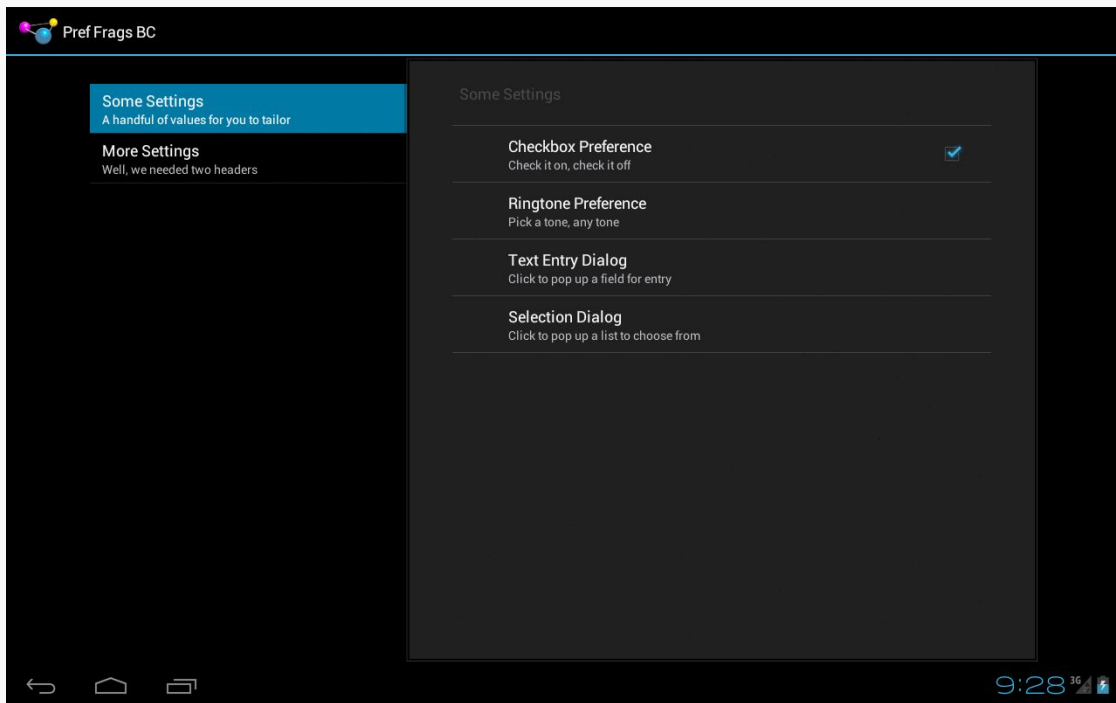 Pref Frags BC
Some Settings
A handful of values for you to tailor
More Settings
Well, we needed two headers
Some Settings
Checkbox Preference
Check it on, check it off
Ringtone Preference
Pick a tone, any tone
Text Entry Dialog
Click to pop up a field for entry
Selection Dialog
Click to pop up a list to choose from
9:28 3G